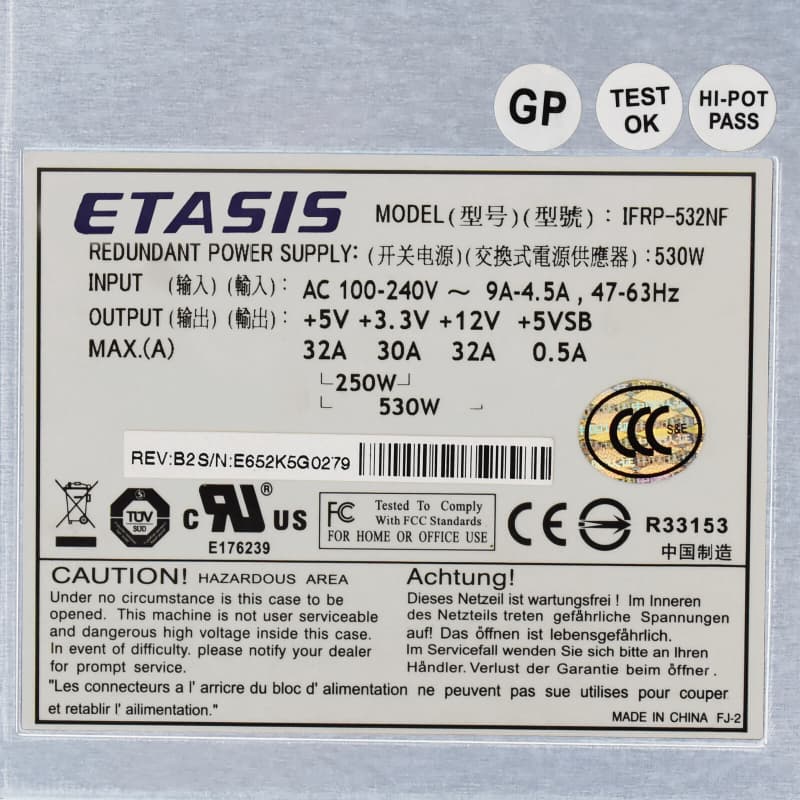 GP
TEST OK
HI-POT PASS
ETASIS MODEL(型号)(型號) : IFRP-532NF
REDUNDANT POWER SUPPLY: (开关电源)(交換式電源供應器) :530W
INPUT (输入) (輸入) : AC 100-240V ~ 9A-4.5A , 47-63Hz
OUTPUT (输出) (輸出) : +5V +3.3V +12V +5VSB
MAX.(A) 32A 30A 32A 0.5A
250W
530W
CCC S&E
REV:B2 S/N:E652K5G0279
TÜV SÜD
c RU ® US
E176239
FC Tested To Comply
With FCC Standards
FOR HOME OR OFFICE USE
CE
R33153
中国制造
CAUTION! HAZARDOUS AREA
Under no circumstance is this case to be
opened. This machine is not user serviceable
and dangerous high voltage inside this case.
In event of difficulty. please notify your dealer
for prompt service.
Achtung!
Dieses Netzeil ist wartungsfrei ! Im Inneren
des Netzteils treten gefährliche Spannungen
auf! Das öffnen ist lebensgefährlich.
Im Servicefall wenden Sie sich bitte an Ihren
Händler. Verlust der Garantie beim öffner .
"Les connecteurs a l' arricre du bloc d' alimentation ne peuvent pas sue utilises pour couper
et retablir l' ailimentation."
MADE IN CHINA FJ-2